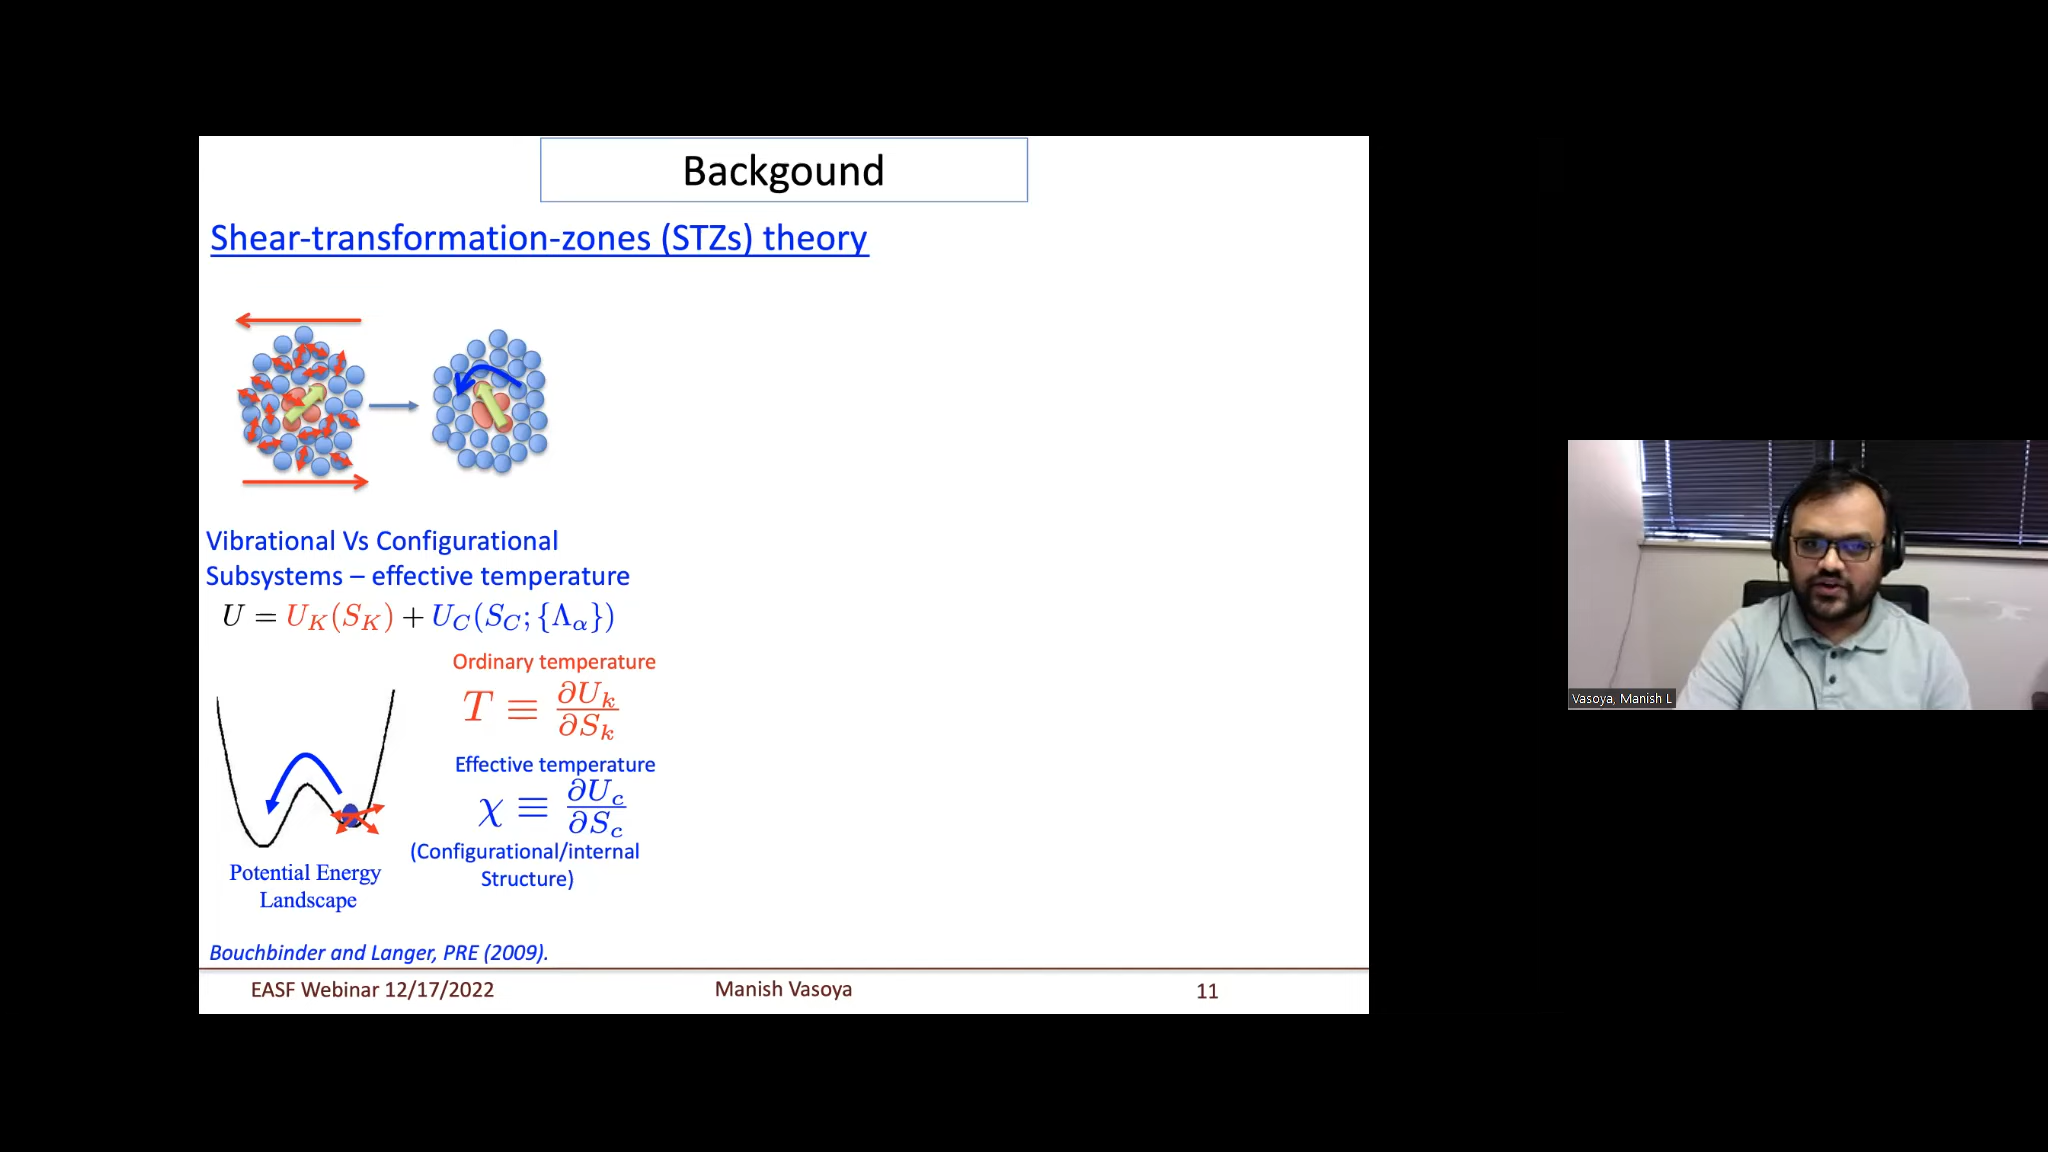 Backgound
Shear-transformation-zones (STZs) theory
Vibrational Vs Configurational
Subsystems – effective temperature
U = U_K(S_K) + U_C(S_C; {Λ_α})
Ordinary temperature
T ≡ ∂U_k/∂S_k
Effective temperature
χ ≡ ∂U_c/∂S_c
(Configurational/internal
Structure)
Potential Energy
Landscape
Bouchbinder and Langer, PRE (2009).
EASF Webinar 12/17/2022
Manish Vasoya
11
Vasoya, Manish L